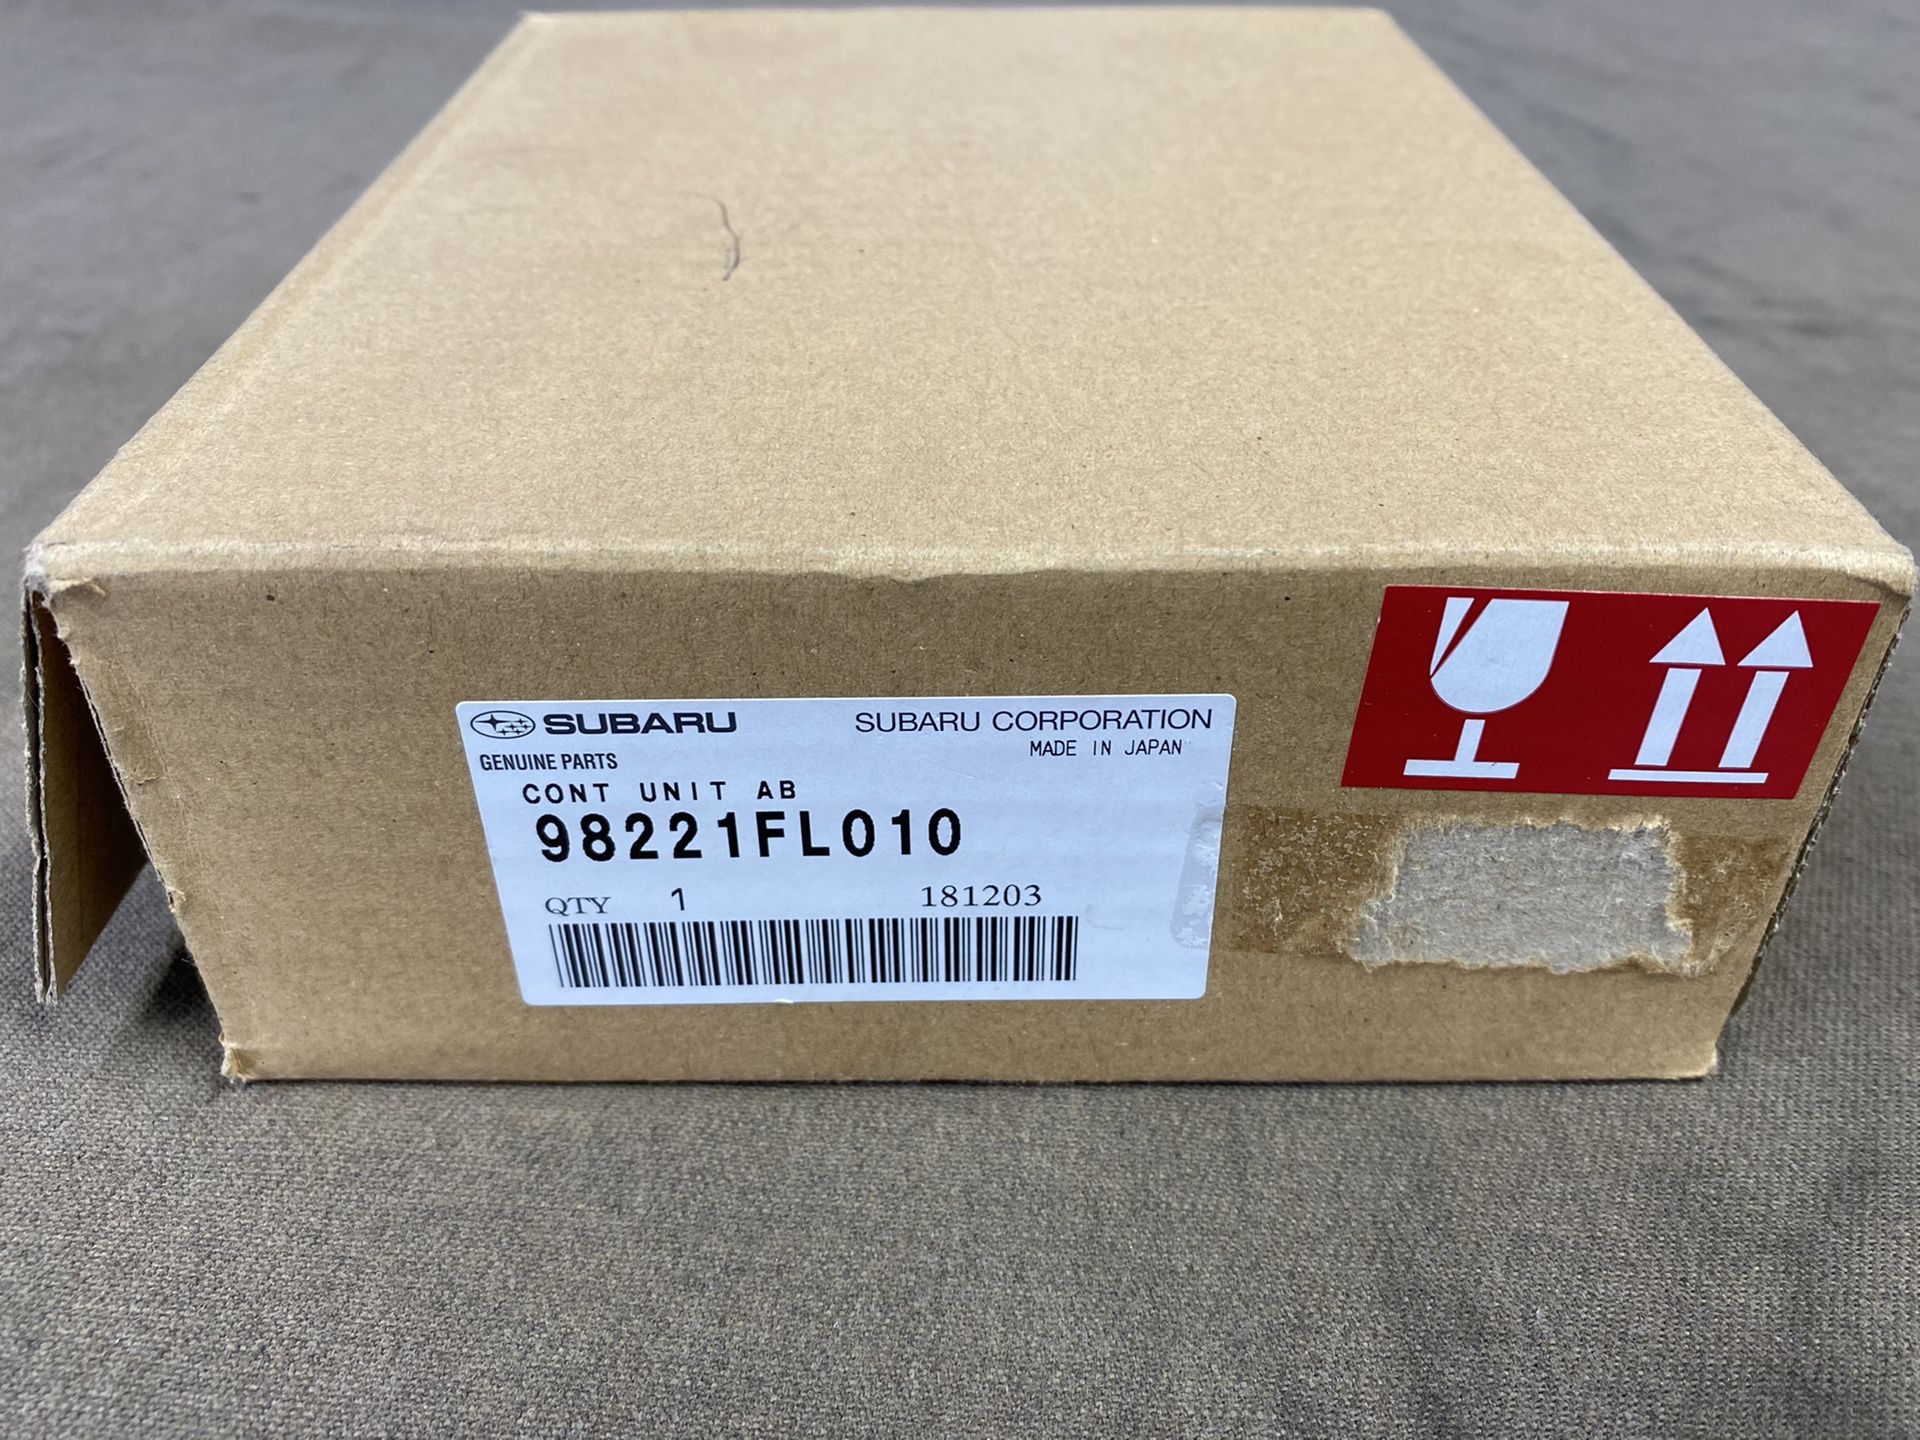 SUBARU SUBARU CORPORATION
GENUINE PARTS MADE IN JAPAN
CONT UNIT AB
98221FL010
QTY 1 181203